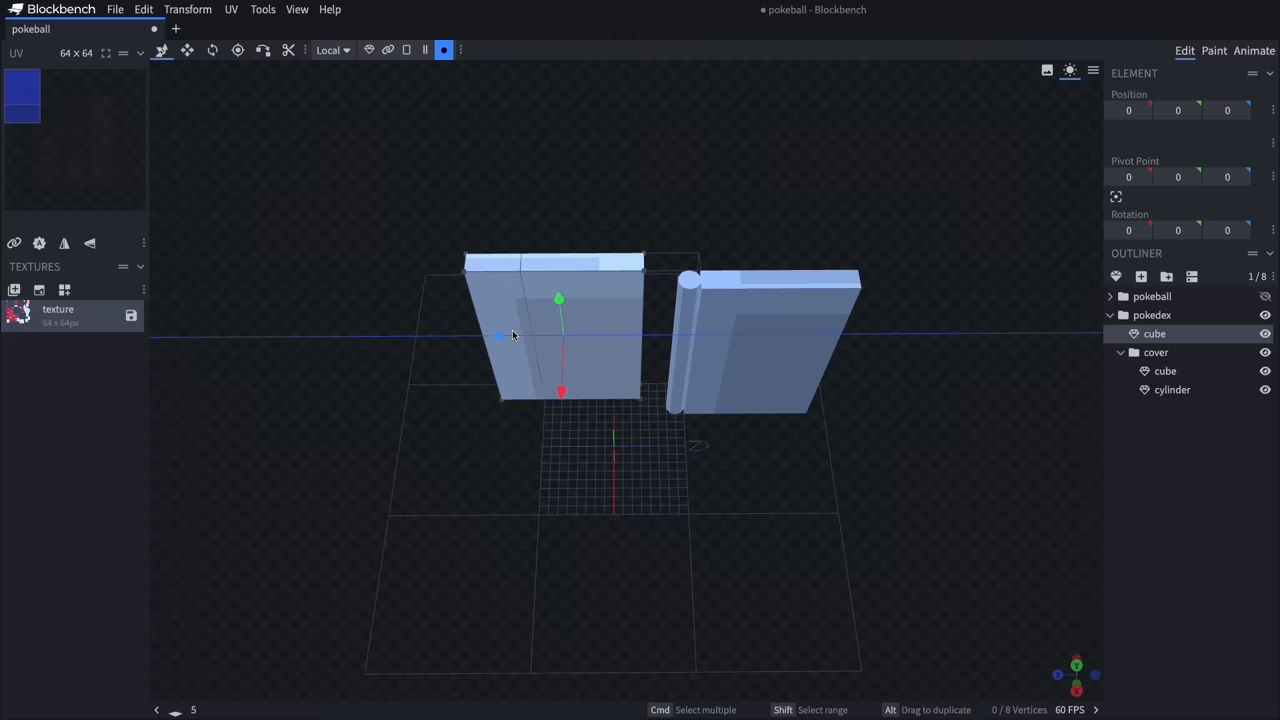 Blockbench File Edit Transform UV Tools View Help
pokeball - Blockbench
pokeball
UV 64 x 64
Local
Edit Paint Animate
ELEMENT
Position
0 0 0
Pivot Point
0 0 0
Rotation
0 0 0
OUTLINER
1 / 8
pokeball
pokedex
cube
cover
cube
cylinder
TEXTURES
texture
64 x 64px
N
Z
Y
X
5
Cmd Select multiple Shift Select range Alt Drag to duplicate 0 / 8 Vertices 60 FPS